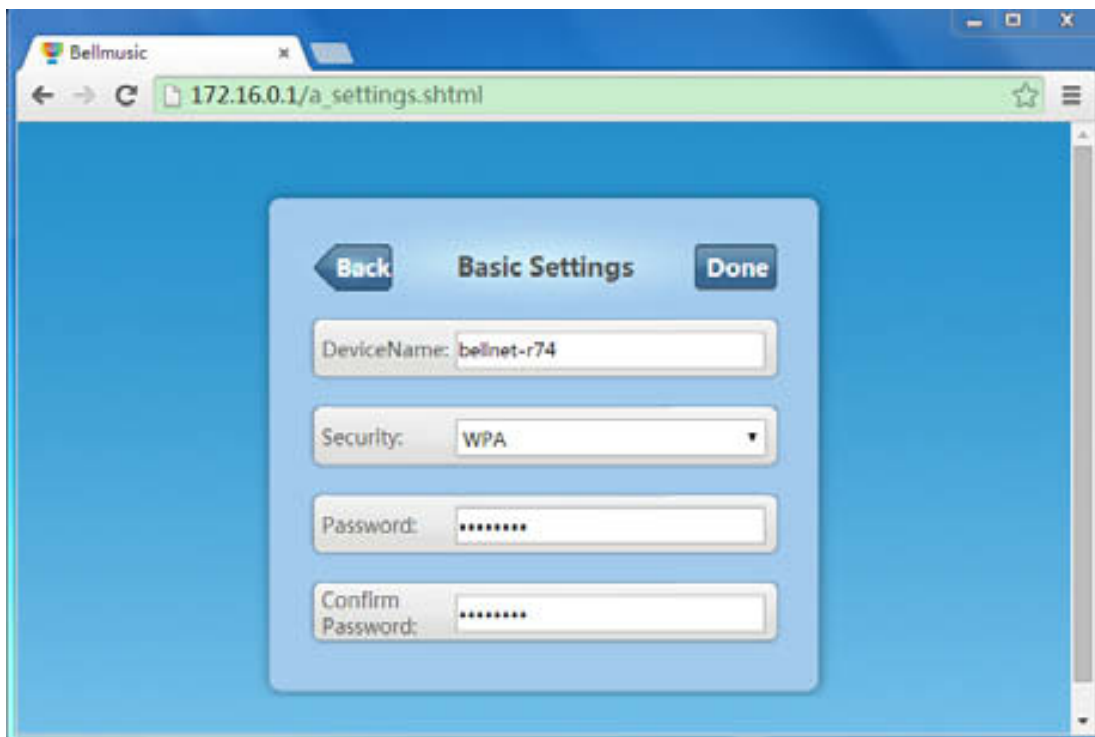 Bellmusic
172.16.0.1/a_settings.shtml
Back
Basic Settings
Done
DeviceName: bellnet-r74
Security: WPA
Password: ••••••••
Confirm
Password: ••••••••